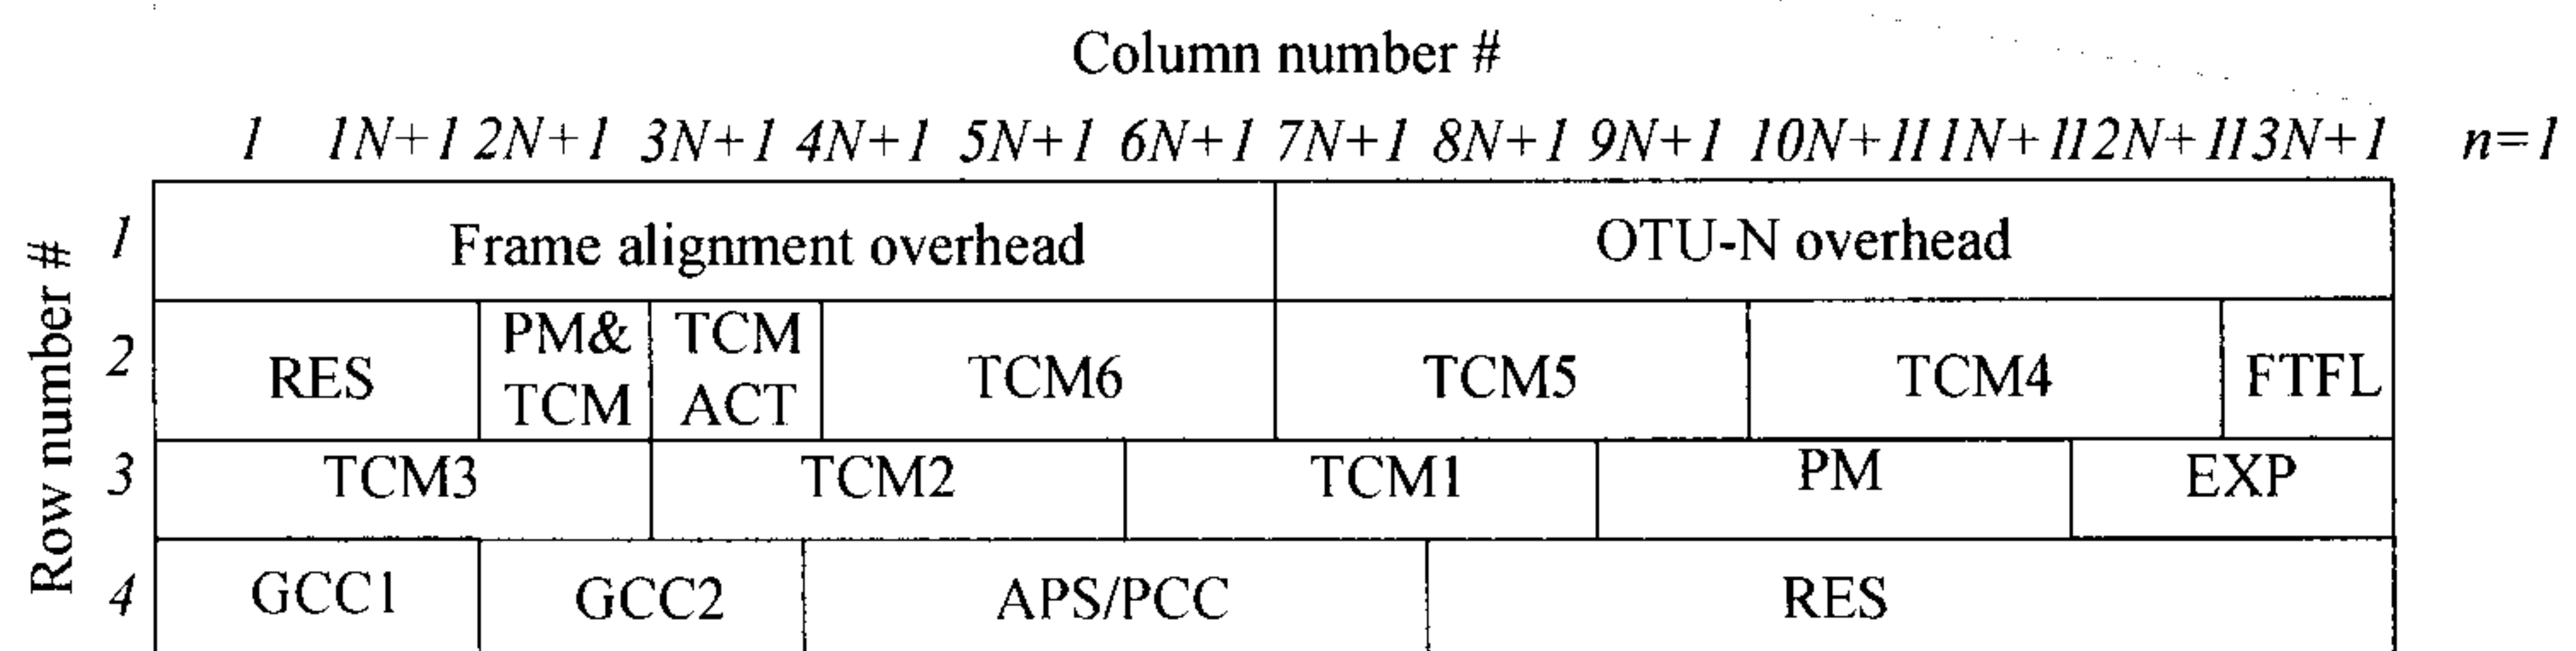 Column number #
1 1N+1 2N+1 3N+1 4N+1 5N+1 6N+1 7N+1 8N+1 9N+1 10N+1 11N+1 12N+1 13N+1 n=1
Row number #
1 Frame alignment overhead OTU-N overhead
2 RES PM& TCM TCM ACT TCM6 TCM5 TCM4 FTFL
3 TCM3 TCM2 TCM1 PM EXP
4 GCC1 GCC2 APS/PCC RES